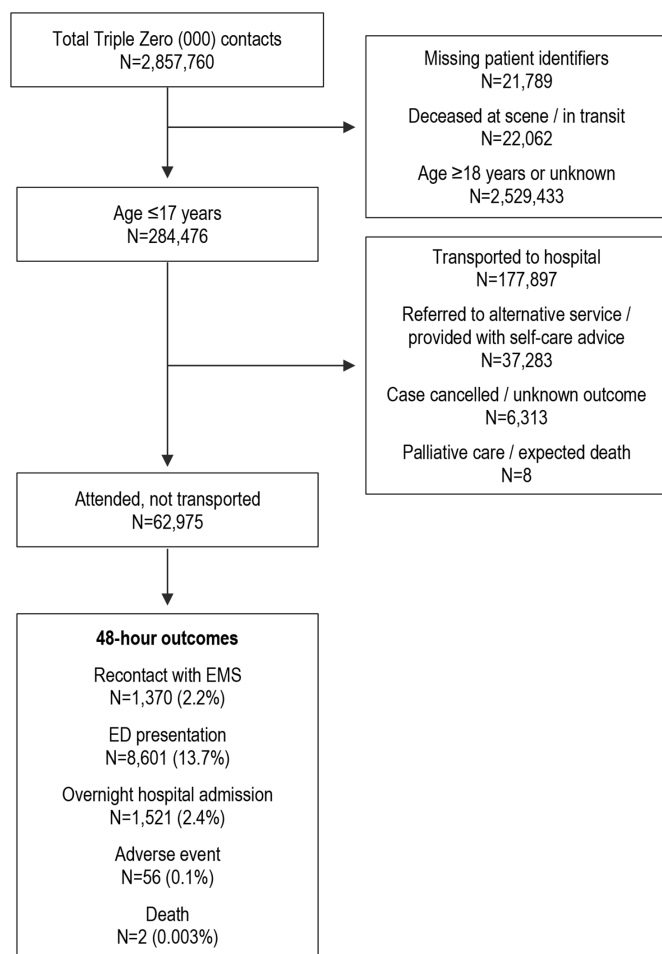 Total Triple Zero (000) contacts
N=2,857,760
Missing patient identifiers
N=21,789
Deceased at scene / in transit
N=22,062
Age ≥18 years or unknown
N=2,529,433
Age ≤17 years
N=284,476
Transported to hospital
N=177,897
Referred to alternative service /
provided with self-care advice
N=37,283
Case cancelled / unknown outcome
N=6,313
Palliative care / expected death
N=8
Attended, not transported
N=62,975
48-hour outcomes
Recontact with EMS
N=1,370 (2.2%)
ED presentation
N=8,601 (13.7%)
Overnight hospital admission
N=1,521 (2.4%)
Adverse event
N=56 (0.1%)
Death
N=2 (0.003%)